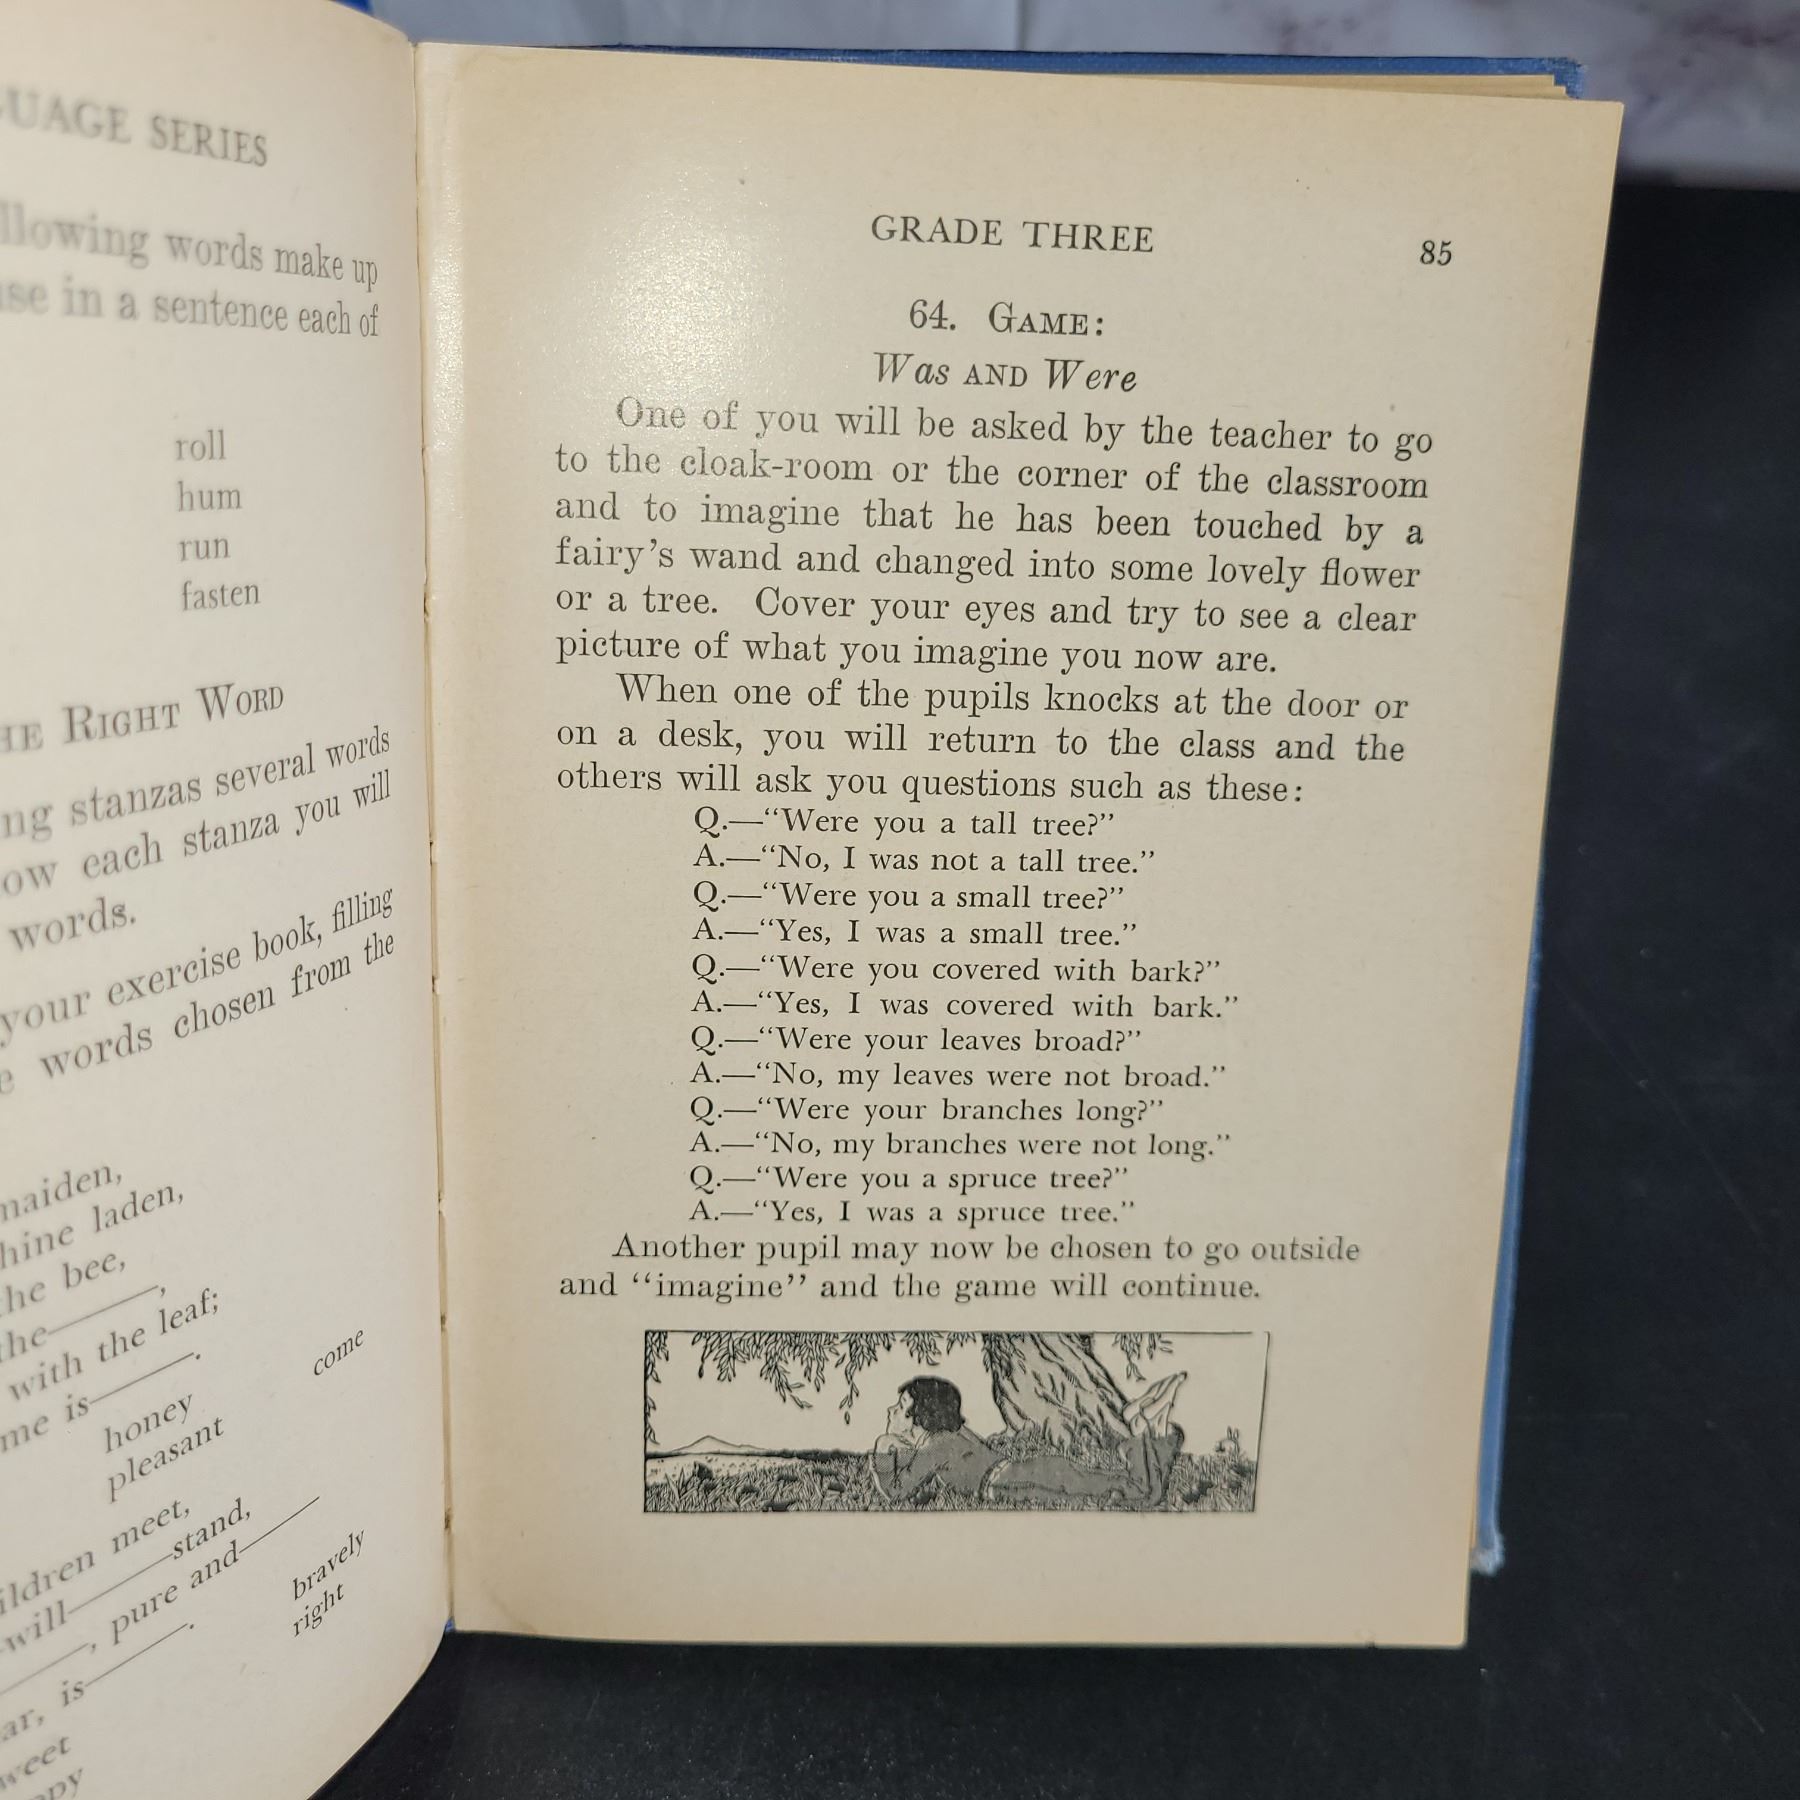 SERIES
words make up
in a sentence each of
roll
hum
run
fasten
RIGHT WORD
stanzas several words
each stanza you will
words.
your exercise book, filling
words chosen from the
maiden,
laden,
the bee,
the———,
with the leaf;
me is———.
come
honey
pleasant
meet,
will———stand,
———, pure and———
bravely
is———.
right
GRADE THREE 85
64. GAME:
Was AND Were
One of you will be asked by the teacher to go
to the cloak-room or the corner of the classroom
and to imagine that he has been touched by a
fairy's wand and changed into some lovely flower
or a tree. Cover your eyes and try to see a clear
picture of what you imagine you now are.
When one of the pupils knocks at the door or
on a desk, you will return to the class and the
others will ask you questions such as these:
Q.—"Were you a tall tree?"
A.—"No, I was not a tall tree."
Q.—"Were you a small tree?"
A.—"Yes, I was a small tree."
Q.—"Were you covered with bark?"
A.—"Yes, I was covered with bark."
Q.—"Were your leaves broad?"
A.—"No, my leaves were not broad."
Q.—"Were your branches long?"
A.—"No, my branches were not long."
Q.—"Were you a spruce tree?"
A.—"Yes, I was a spruce tree."
Another pupil may now be chosen to go outside
and "imagine" and the game will continue.